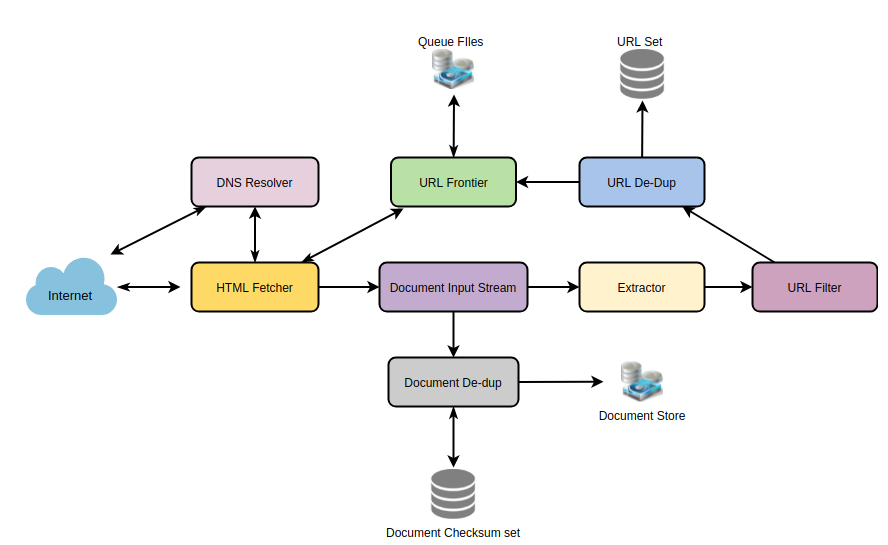 Queue FIles
URL Set
DNS Resolver
URL Frontier
URL De-Dup
Internet
HTML Fetcher
Document Input Stream
Extractor
URL Filter
Document De-dup
Document Store
Document Checksum set